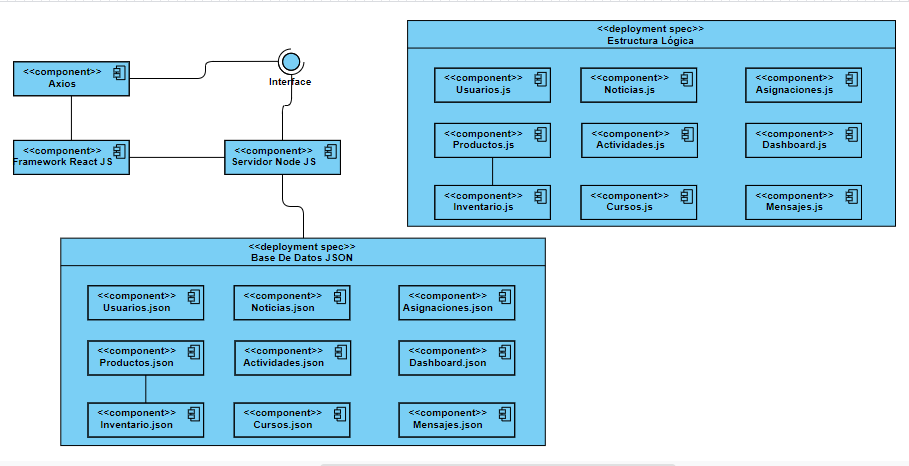 <<deployment spec>>
Estructura Lógica
<<component>>
Usuarios.js
<<component>>
Noticias.js
<<component>>
Asignaciones.js
<<component>>
Productos.js
<<component>>
Actividades.js
<<component>>
Dashboard.js
<<component>>
Inventario.js
<<component>>
Cursos.js
<<component>>
Mensajes.js
<<component>>
Axios
Interface
<<component>>
Framework React JS
<<component>>
Servidor Node JS
<<deployment spec>>
Base De Datos JSON
<<component>>
Usuarios.json
<<component>>
Noticias.json
<<component>>
Asignaciones.json
<<component>>
Productos.json
<<component>>
Actividades.json
<<component>>
Dashboard.json
<<component>>
Inventario.json
<<component>>
Cursos.json
<<component>>
Mensajes.json